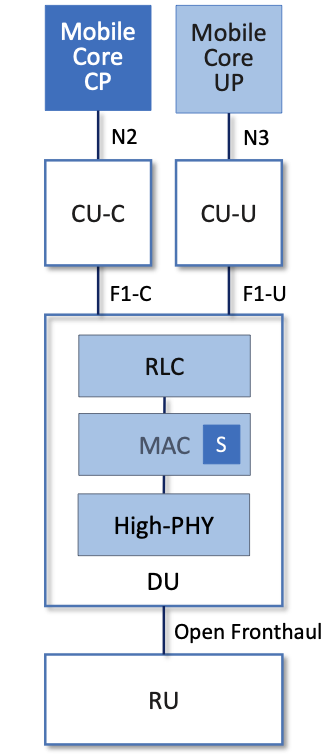 Mobile
Core
CP
Mobile
Core
UP
N2
N3
CU-C
CU-U
F1-C
F1-U
RLC
MAC
S
High-PHY
DU
Open Fronthaul
RU